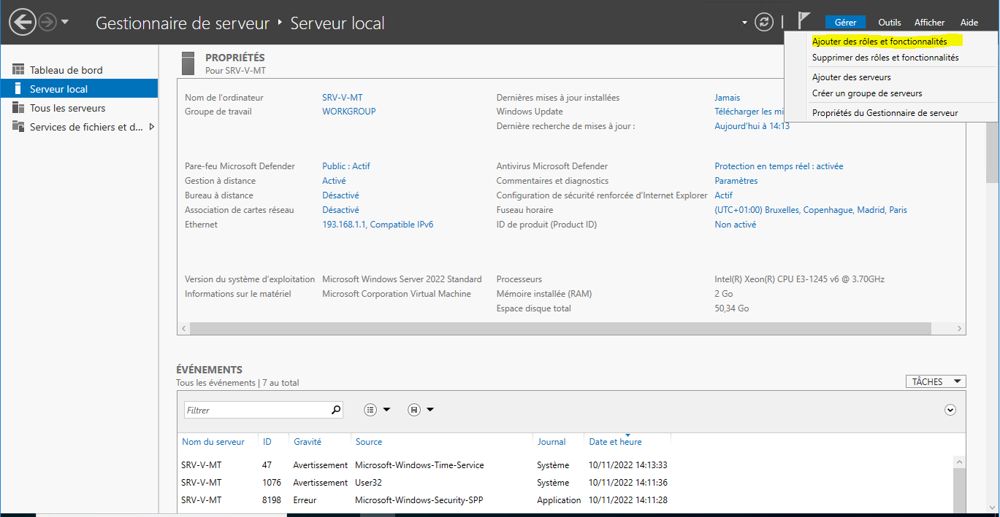 Gestionnaire de serveur ‣ Serveur local
Gérer Outils Afficher Aide
Ajouter des rôles et fonctionnalités
Supprimer des rôles et fonctionnalités
Ajouter des serveurs
Créer un groupe de serveurs
Propriétés du Gestionnaire de serveur
Tableau de bord
Serveur local
Tous les serveurs
Services de fichiers et d...
PROPRIÉTÉS
Pour SRV-V-MT
Nom de l'ordinateur SRV-V-MT Dernières mises à jour installées Jamais
Groupe de travail WORKGROUP Windows Update Télécharger les mi
Dernière recherche de mises à jour : Aujourd'hui à 14:13
Pare-feu Microsoft Defender Public : Actif Antivirus Microsoft Defender Protection en temps réel : activée
Gestion à distance Activé Commentaires et diagnostics Paramètres
Bureau à distance Désactivé Configuration de sécurité renforcée d'Internet Explorer Actif
Association de cartes réseau Désactivé Fuseau horaire (UTC+01:00) Bruxelles, Copenhague, Madrid, Paris
Ethernet 193.168.1.1, Compatible IPv6 ID de produit (Product ID) Non activé
Version du système d'exploitation Microsoft Windows Server 2022 Standard Processeurs Intel(R) Xeon(R) CPU E3-1245 v6 @ 3.70GHz
Informations sur le matériel Microsoft Corporation Virtual Machine Mémoire installée (RAM) 2 Go
Espace disque total 50,34 Go
ÉVÉNEMENTS
Tous les événements | 7 au total
TÂCHES
Filtrer
Nom du serveur ID Gravité Source Journal Date et heure
SRV-V-MT 47 Avertissement Microsoft-Windows-Time-Service Système 10/11/2022 14:13:33
SRV-V-MT 1076 Avertissement User32 Système 10/11/2022 14:11:36
SRV-V-MT 8198 Erreur Microsoft-Windows-Security-SPP Application 10/11/2022 14:11:28